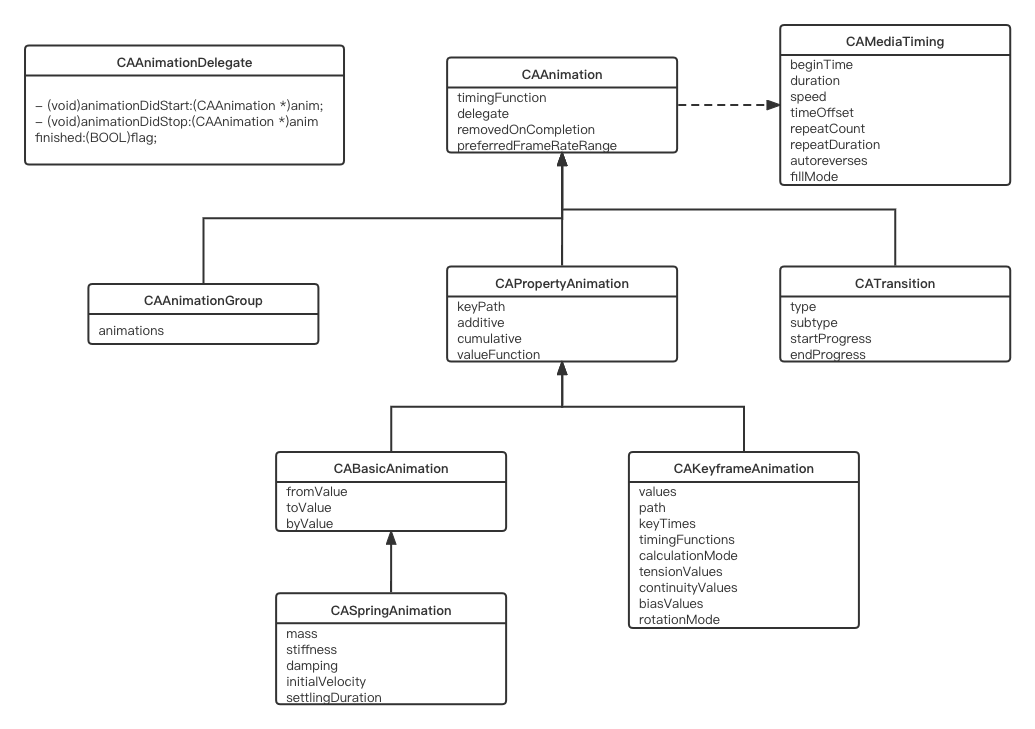 CAAnimationDelegate
– (void)animationDidStart:(CAAnimation *)anim;
– (void)animationDidStop:(CAAnimation *)anim
finished:(BOOL)flag;
CAAnimation
timingFunction
delegate
removedOnCompletion
preferredFrameRateRange
CAMediaTiming
beginTime
duration
speed
timeOffset
repeatCount
repeatDuration
autoreverses
fillMode
CAAnimationGroup
animations
CAPropertyAnimation
keyPath
additive
cumulative
valueFunction
CATransition
type
subtype
startProgress
endProgress
CABasicAnimation
fromValue
toValue
byValue
CAKeyframeAnimation
values
path
keyTimes
timingFunctions
calculationMode
tensionValues
continuityValues
biasValues
rotationMode
CASpringAnimation
mass
stiffness
damping
initialVelocity
settlingDuration